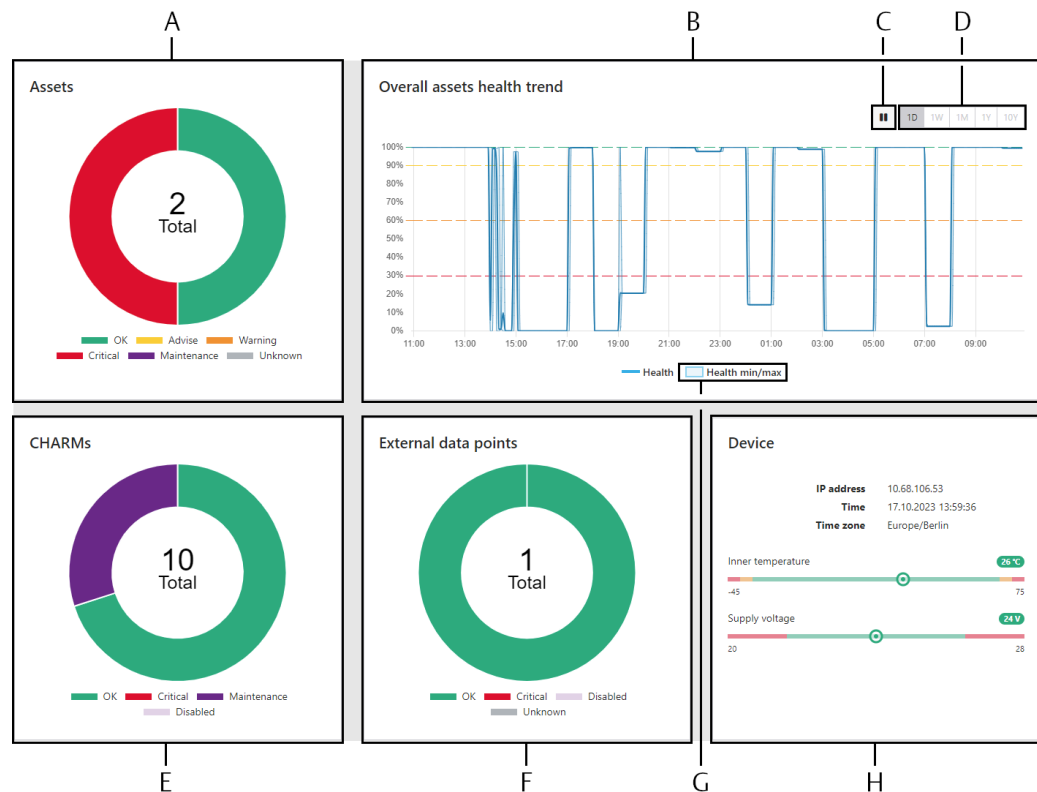 A
B
C
D
Assets
2
Total
OK Advise Warning
Critical Maintenance Unknown
Overall assets health trend
1D 1W 1M 1Y 10Y
100%
90%
80%
70%
60%
50%
40%
30%
20%
10%
0%
11:00 13:00 15:00 17:00 19:00 21:00 23:00 01:00 03:00 05:00 07:00 09:00
Health Health min/max
CHARMs
10
Total
OK Critical Maintenance
Disabled
External data points
1
Total
OK Critical Disabled
Unknown
Device
IP address 10.68.106.53
Time 17.10.2023 13:59:36
Time zone Europe/Berlin
Inner temperature 26 °C
-45 75
Supply voltage 24 V
20 28
E
F
G
H